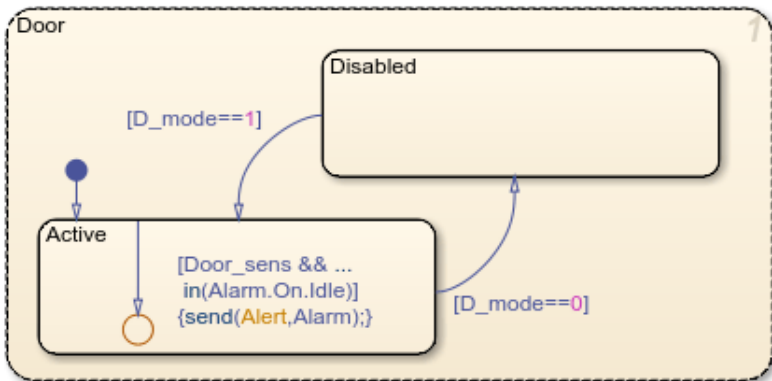 Door
1
Disabled
[D_mode==1]
Active
[Door_sens && ...
in(Alarm.On.Idle)]
{send(Alert,Alarm);}
[D_mode==0]